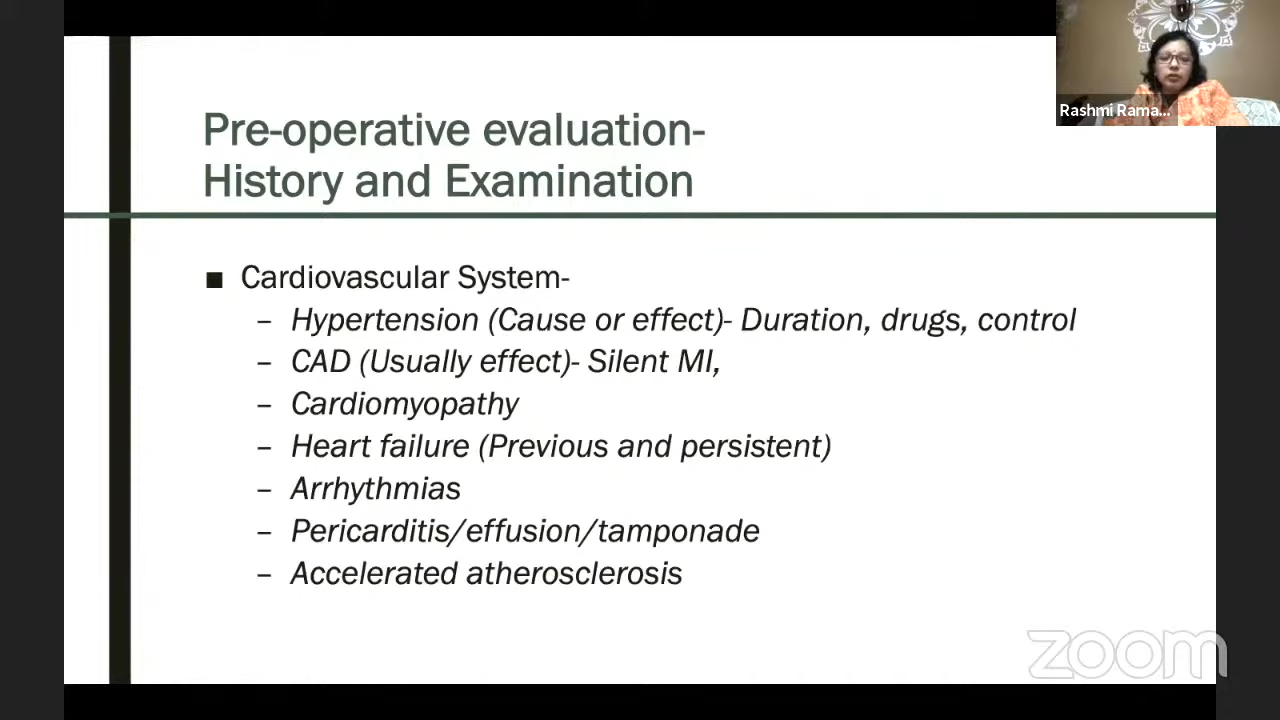 Rashmi Rama...
Pre-operative evaluation-
History and Examination
■ Cardiovascular System-
– Hypertension (Cause or effect)- Duration, drugs, control
– CAD (Usually effect)- Silent MI,
– Cardiomyopathy
– Heart failure (Previous and persistent)
– Arrhythmias
– Pericarditis/effusion/tamponade
– Accelerated atherosclerosis
zoom